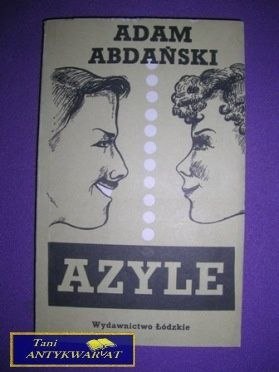 ADAM
ABDAŃSKI
AZYLE
Wydawnictwo Łódzkie
Tani
ANTYKWARIAT